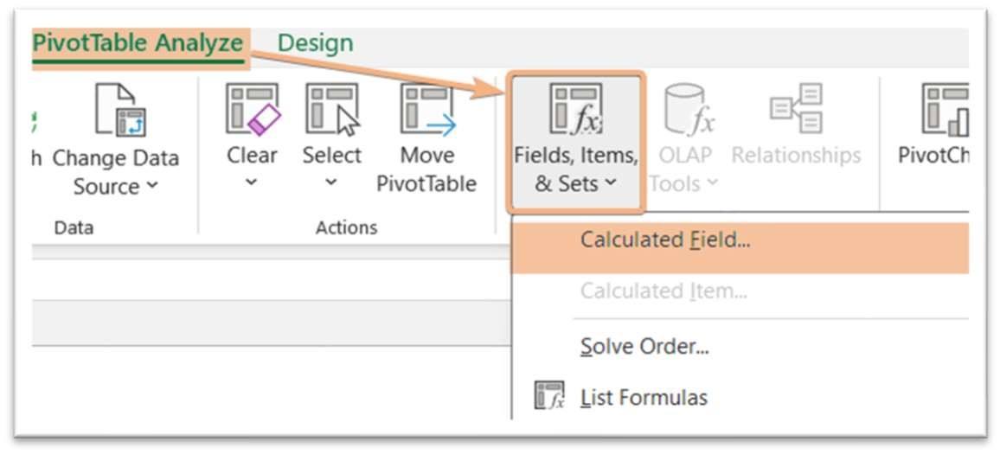 PivotTable Analyze Design
h Change Data Source
Clear
Select
Move PivotTable
Fields, Items, & Sets
OLAP Tools
Relationships
PivotCh
Data
Actions
Calculated Field...
Calculated Item...
Solve Order...
List Formulas